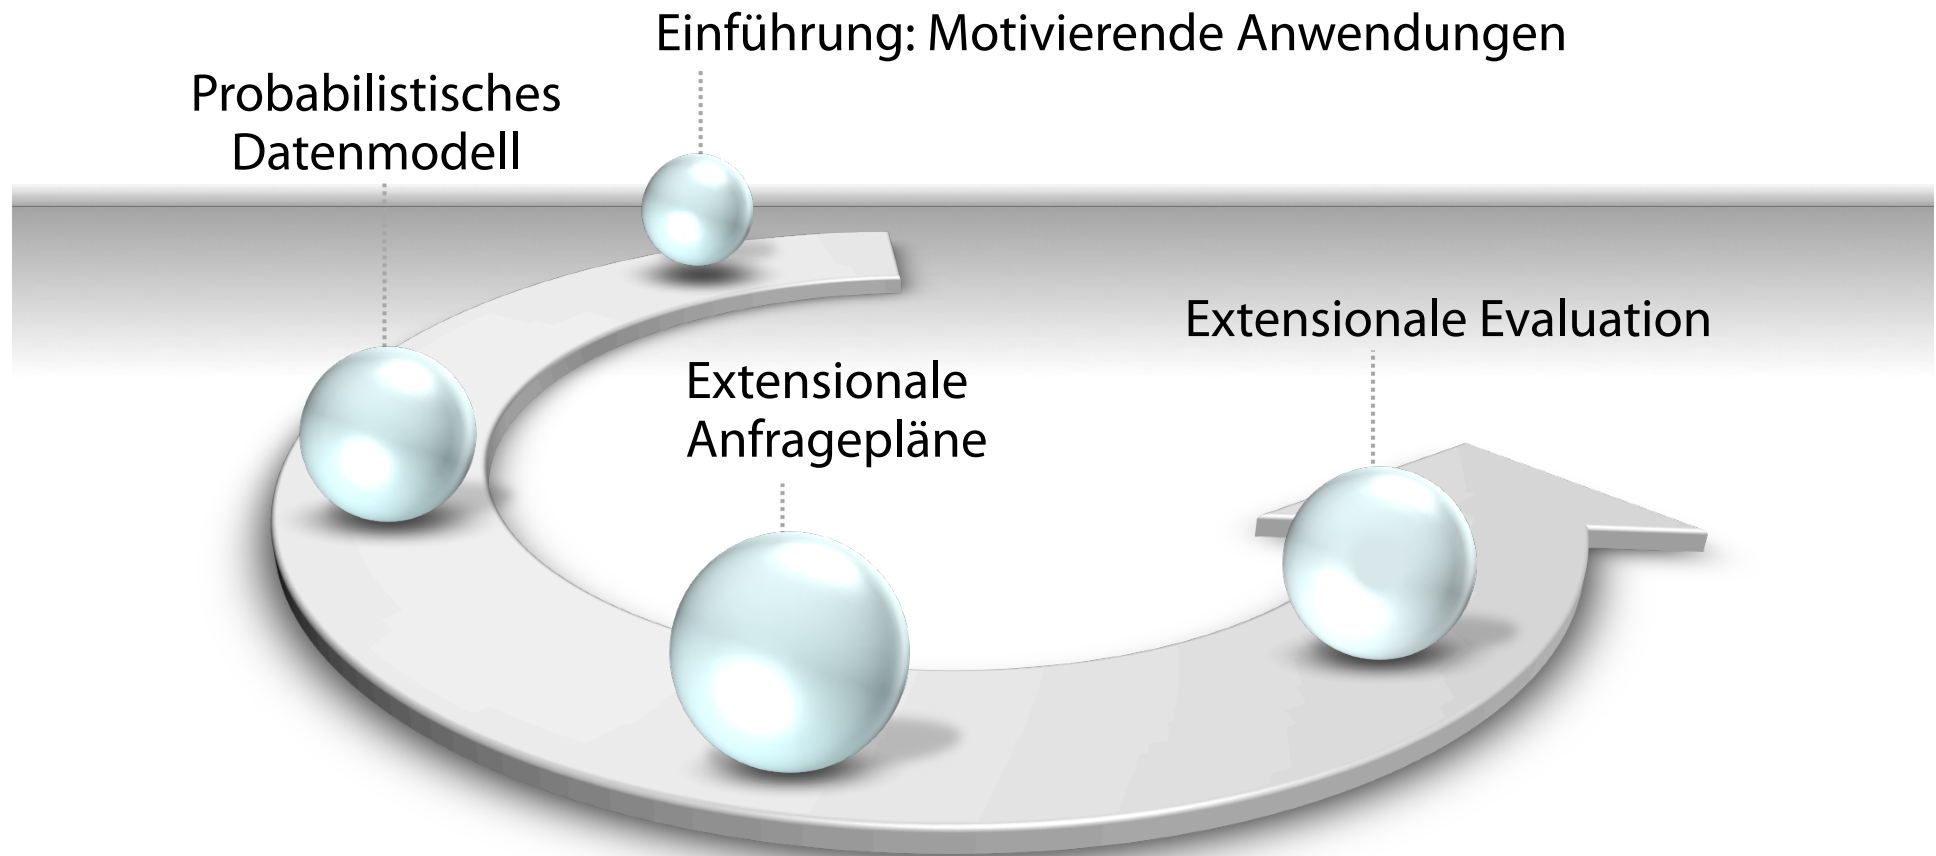 Einführung: Motivierende Anwendungen
Probabilistisches
Datenmodell
Extensionale Evaluation
Extensionale
Anfragepläne